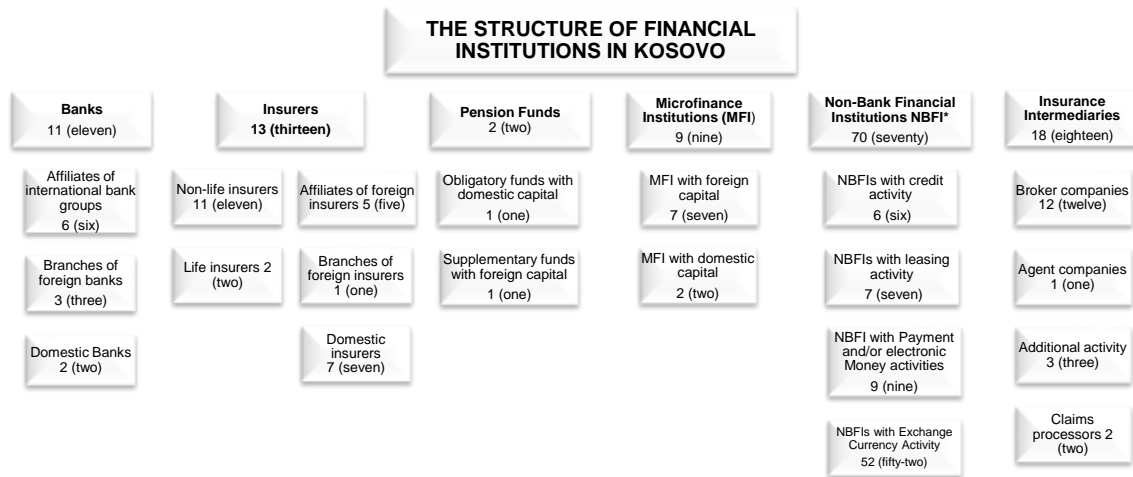 THE STRUCTURE OF FINANCIAL
INSTITUTIONS IN KOSOVO
Banks
11 (eleven)
Affiliates of
international bank
groups
6 (six)
Branches of
foreign banks
3 (three)
Domestic Banks
2 (two)
Insurers
13 (thirteen)
Non-life insurers
11 (eleven)
Life insurers 2
(two)
Affiliates of foreign
insurers 5 (five)
Branches of
foreign insurers
1 (one)
Domestic
insurers
7 (seven)
Pension Funds
2 (two)
Obligatory funds with
domestic capital
1 (one)
Supplementary funds
with foreign capital
1 (one)
Microfinance
Institutions (MFI)
9 (nine)
MFI with foreign
capital
7 (seven)
MFI with domestic
capital
2 (two)
Non-Bank Financial
Institutions NBFI*
70 (seventy)
NBFIs with credit
activity
6 (six)
NBFIs with leasing
activity
7 (seven)
NBFI with Payment
and/or electronic
Money activities
9 (nine)
NBFIs with Exchange
Currency Activity
52 (fifty-two)
Insurance
Intermediaries
18 (eighteen)
Broker companies
12 (twelve)
Agent companies
1 (one)
Additional activity
3 (three)
Claims
processors 2
(two)